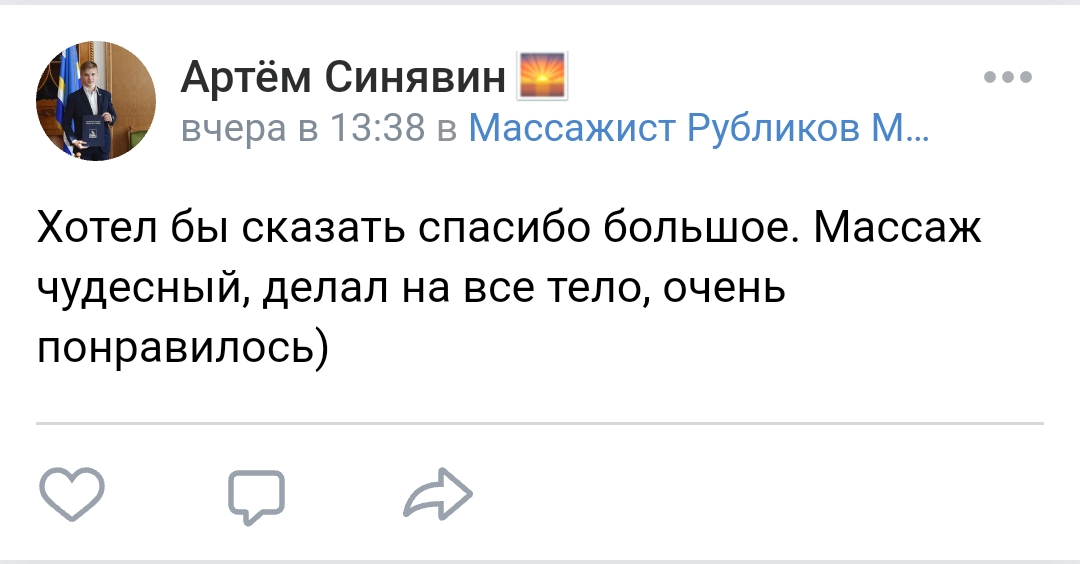 Артём Синявин
вчера в 13:38 в Массажист Рубликов М...
Хотел бы сказать спасибо большое. Массаж
чудесный, делал на все тело, очень
понравилось)